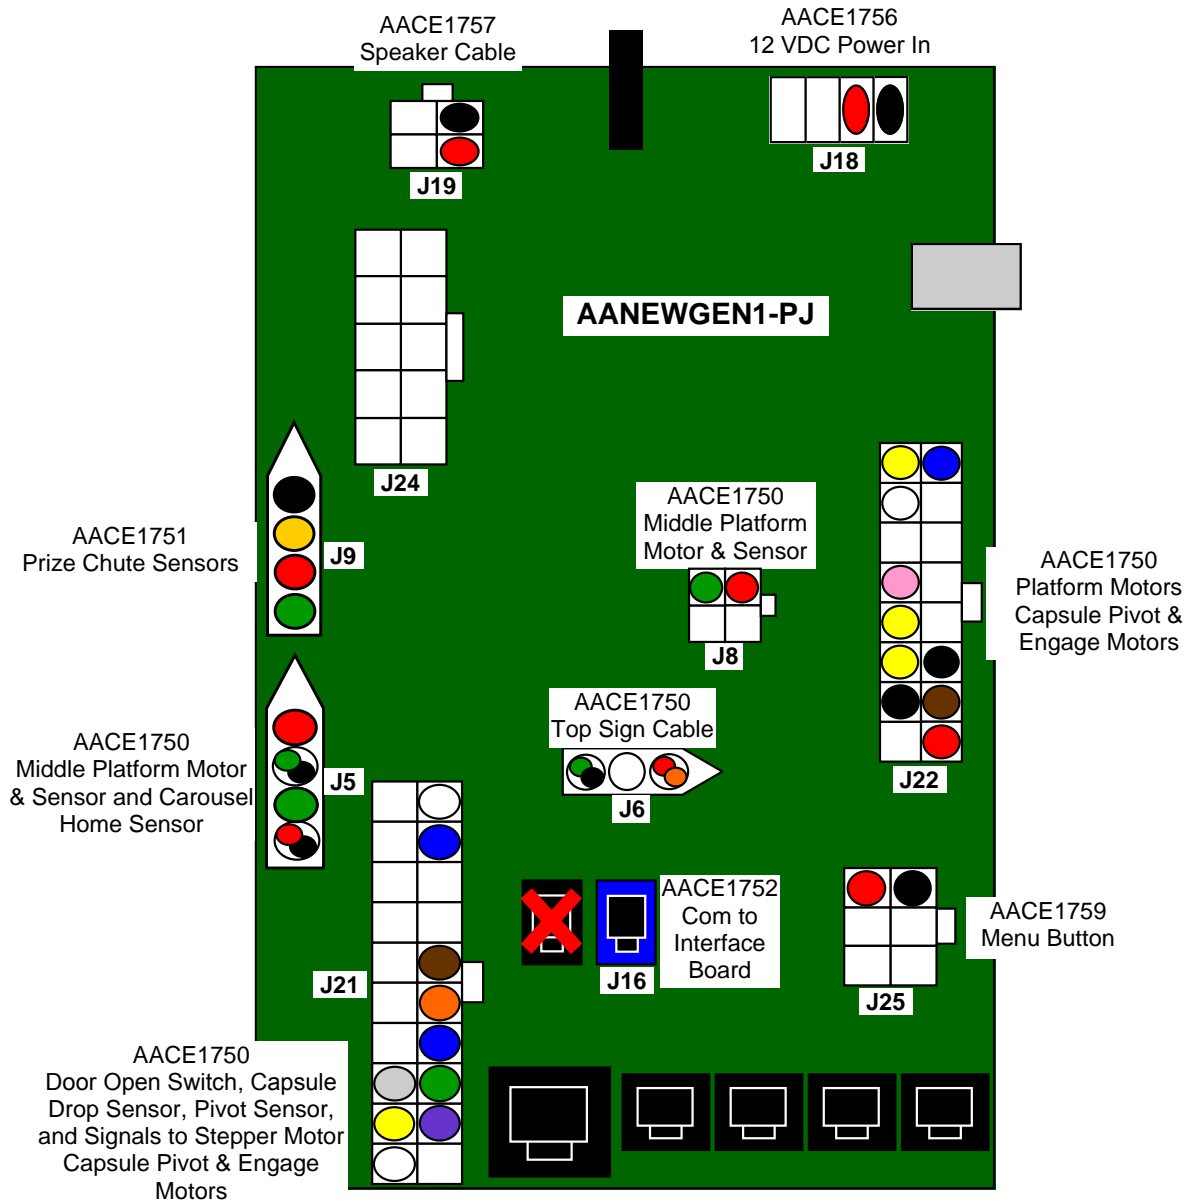 AACE1757
Speaker Cable
AACE1756
12 VDC Power In
J19
J18
AANEWGEN1-PJ
J24
AACE1751
Prize Chute Sensors
J9
AACE1750
Middle Platform
Motor & Sensor
J8
AACE1750
Platform Motors
Capsule Pivot &
Engage Motors
J22
AACE1750
Middle Platform Motor
& Sensor and Carousel
Home Sensor
J5
AACE1750
Top Sign Cable
J6
AACE1752
Com to
Interface
Board
J16
AACE1759
Menu Button
J25
J21
AACE1750
Door Open Switch, Capsule
Drop Sensor, Pivot Sensor,
and Signals to Stepper Motor
Capsule Pivot & Engage
Motors